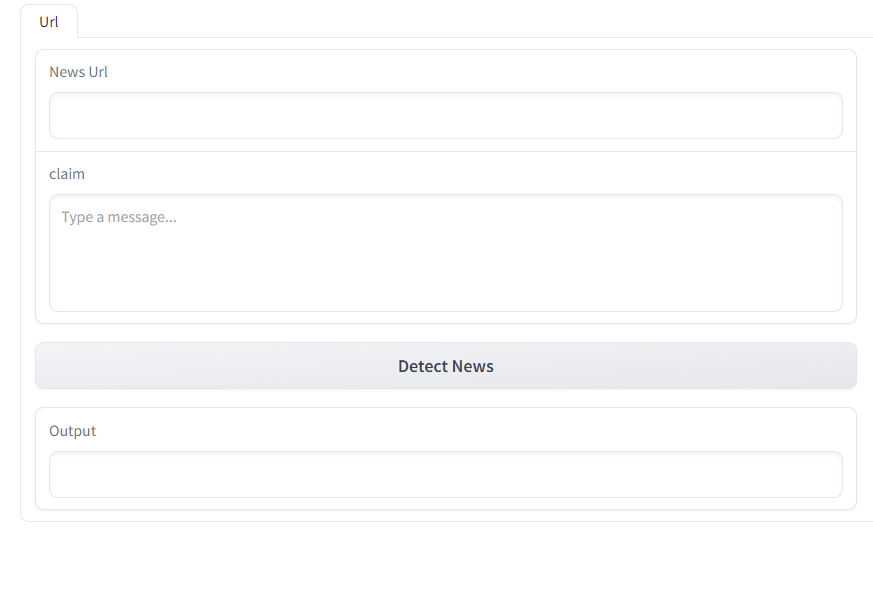 Url
News Url
claim
Type a message...
Detect News
Output